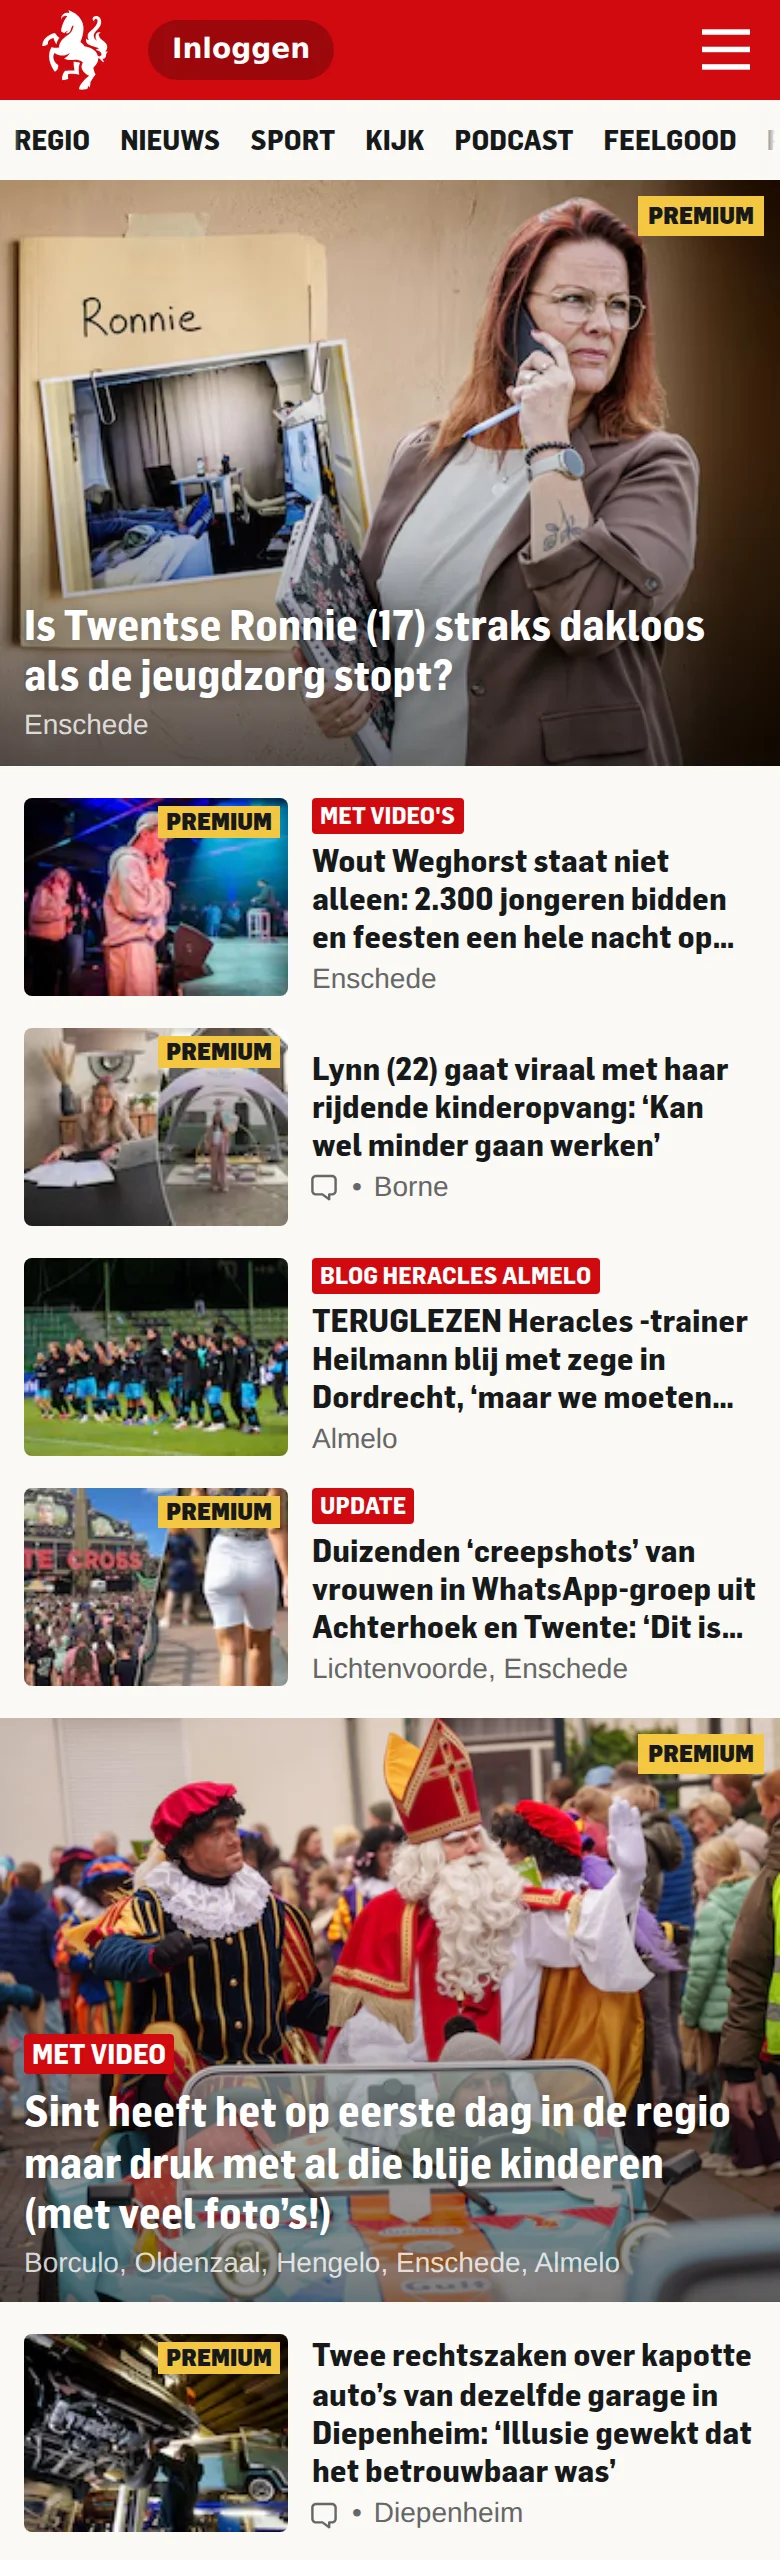 Inloggen
REGIO NIEUWS SPORT KIJK PODCAST FEELGOOD
PREMIUM
Ronnie
Is Twentse Ronnie (17) straks dakloos
als de jeugdzorg stopt?
Enschede
PREMIUM
MET VIDEO'S
Wout Weghorst staat niet
alleen: 2.300 jongeren bidden
en feesten een hele nacht op...
Enschede
PREMIUM
Lynn (22) gaat viraal met haar
rijdende kinderopvang: ‘Kan
wel minder gaan werken’
• Borne
BLOG HERACLES ALMELO
TERUGLEZEN Heracles -trainer
Heilmann blij met zege in
Dordrecht, ‘maar we moeten...
Almelo
PREMIUM
TE CROSS
UPDATE
Duizenden ‘creepshots’ van
vrouwen in WhatsApp-groep uit
Achterhoek en Twente: ‘Dit is...
Lichtenvoorde, Enschede
PREMIUM
MET VIDEO
Sint heeft het op eerste dag in de regio
maar druk met al die blije kinderen
(met veel foto’s!)
Borculo, Oldenzaal, Hengelo, Enschede, Almelo
Gulf
PREMIUM
Twee rechtszaken over kapotte
auto’s van dezelfde garage in
Diepenheim: ‘Illusie gewekt dat
het betrouwbaar was’
• Diepenheim